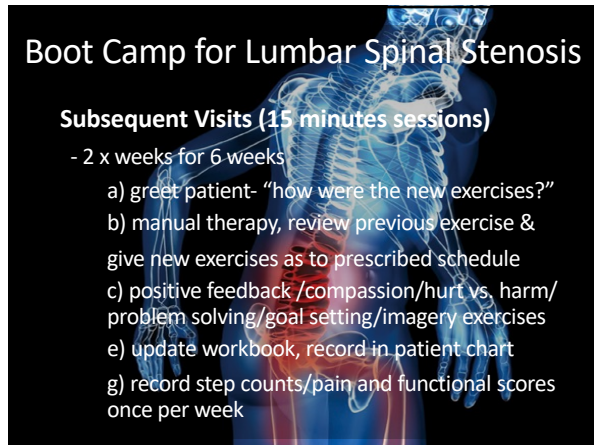 Boot Camp for Lumbar Spinal Stenosis
Subsequent Visits (15 minutes sessions)
- 2 x weeks for 6 weeks
a) greet patient- “how were the new exercises?”
b) manual therapy, review previous exercise &
give new exercises as to prescribed schedule
c) positive feedback /compassion/hurt vs. harm/
problem solving/goal setting/imagery exercises
e) update workbook, record in patient chart
g) record step counts/pain and functional scores
once per week